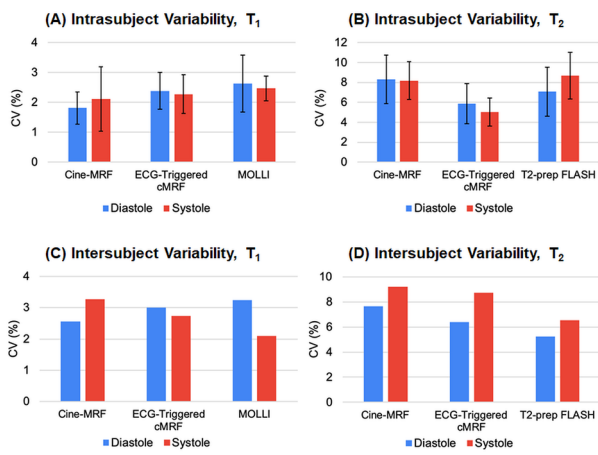 (A) Intrasubject Variability, T1
CV (%)
4
3
2
1
0
Cine-MRF
ECG-Triggered
cMRF
MOLLI
Diastole
Systole
(B) Intrasubject Variability, T2
CV (%)
12
10
8
6
4
2
0
Cine-MRF
ECG-Triggered
cMRF
T2-prep FLASH
Diastole
Systole
(C) Intersubject Variability, T1
CV (%)
4
3
2
1
0
Cine-MRF
ECG-Triggered
cMRF
MOLLI
Diastole
Systole
(D) Intersubject Variability, T2
CV (%)
10
8
6
4
2
0
Cine-MRF
ECG-Triggered
cMRF
T2-prep FLASH
Diastole
Systole